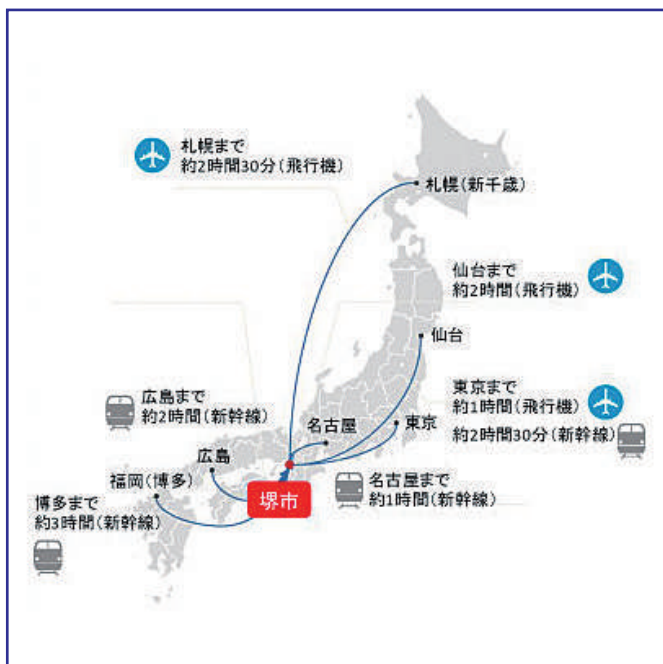 札幌まで
約2時間30分(飛行機)
札幌(新千歳)
仙台まで
約2時間(飛行機)
仙台
東京まで
約1時間(飛行機)
約2時間30分(新幹線)
広島まで
約2時間(新幹線)
名古屋
東京
広島
福岡(博多)
名古屋まで
約1時間(新幹線)
堺市
博多まで
約3時間(新幹線)